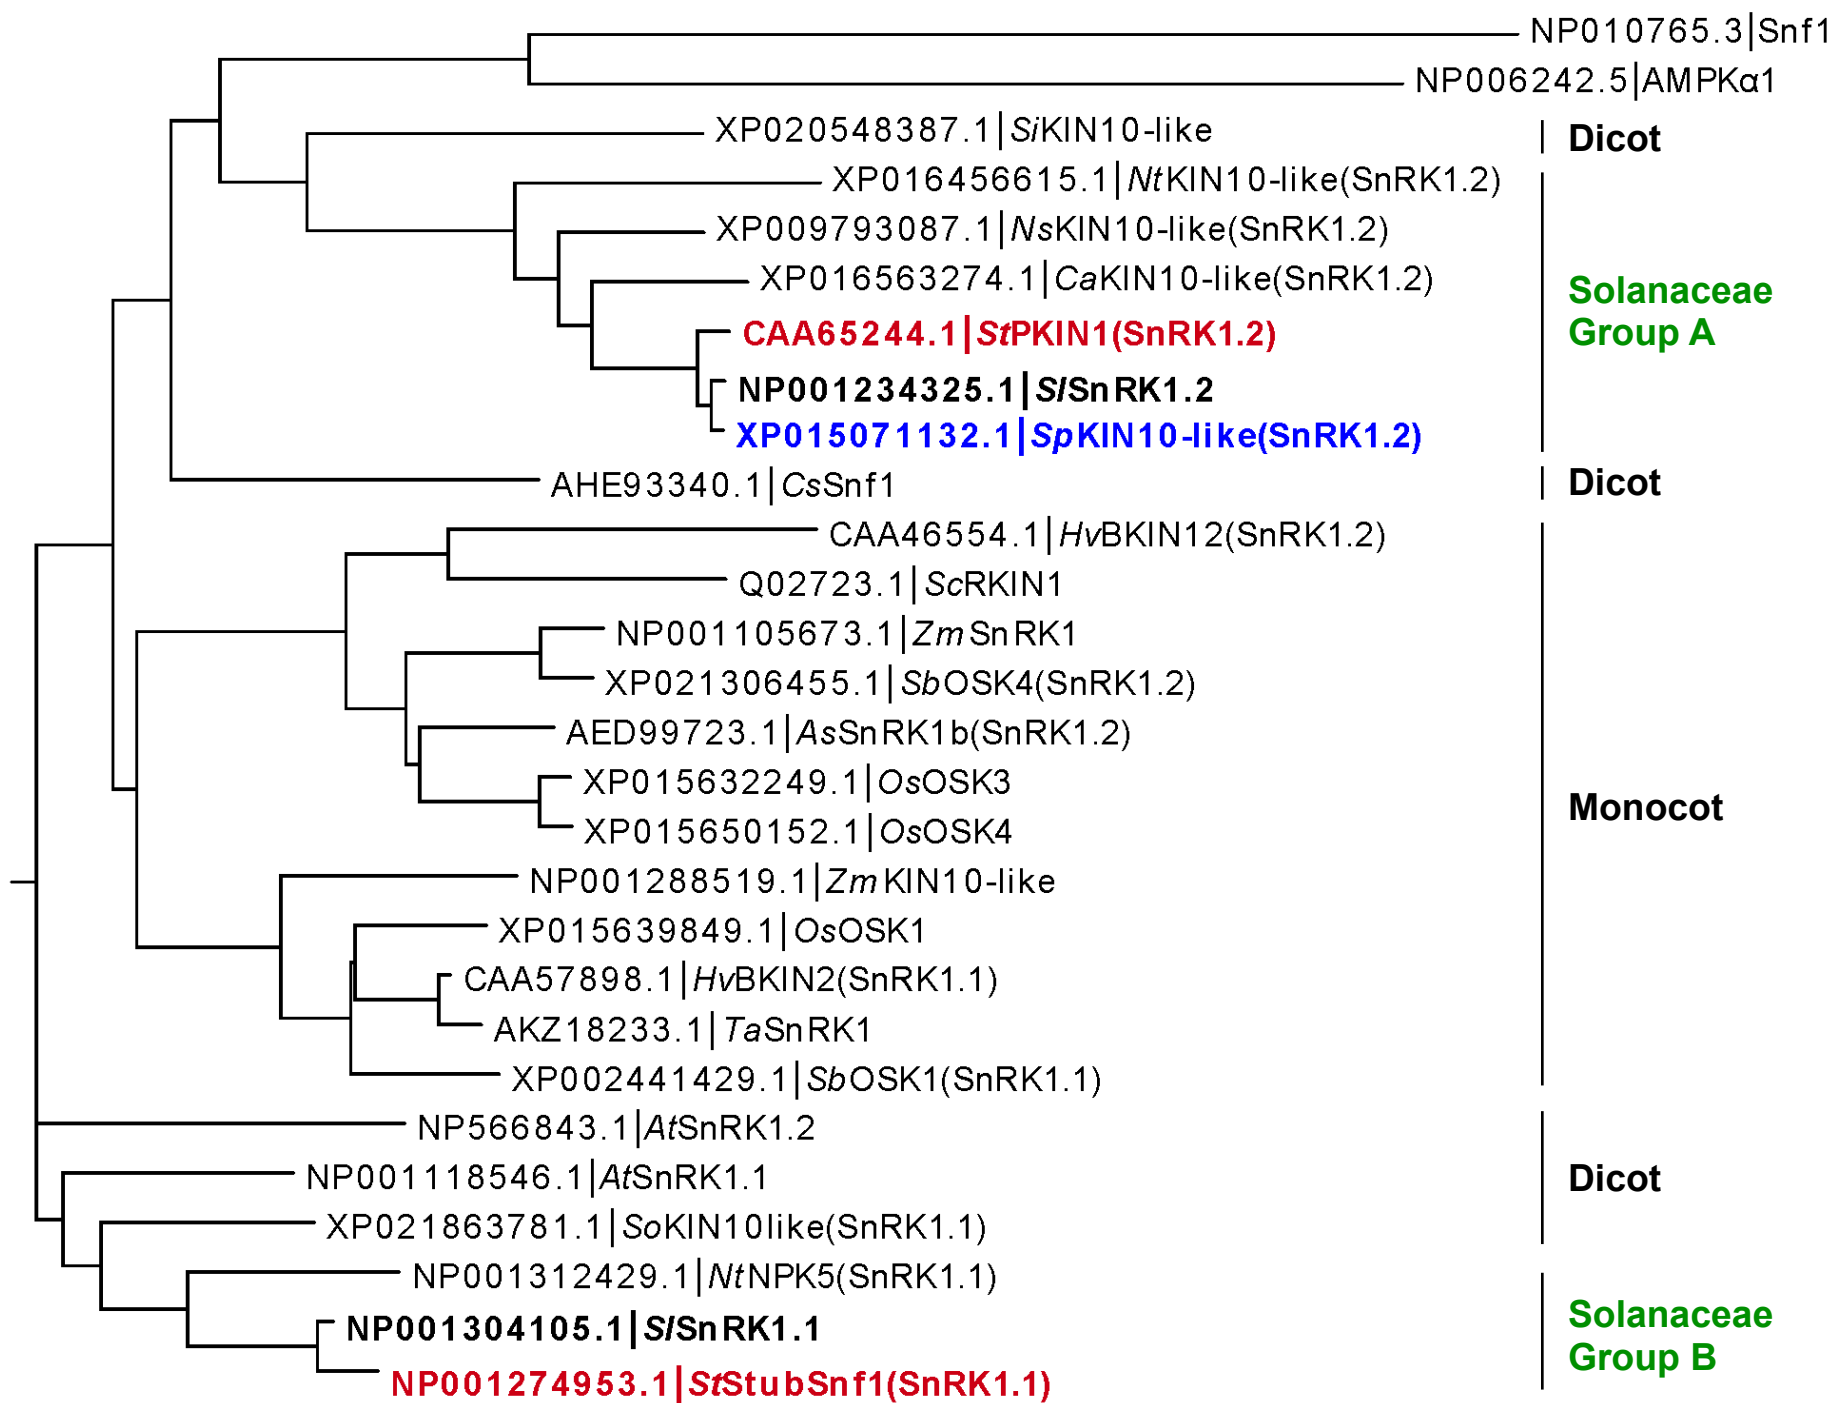 NP010765.3|Snf1
NP006242.5|AMPKα1
XP020548387.1|SiKIN10-like
Dicot
XP016456615.1|NtKIN10-like(SnRK1.2)
XP009793087.1|NsKIN10-like(SnRK1.2)
XP016563274.1|CaKIN10-like(SnRK1.2)
Solanaceae
Group A
CAA65244.1|StPKIN1(SnRK1.2)
NP001234325.1|SlSnRK1.2
XP015071132.1|SpKIN10-like(SnRK1.2)
AHE93340.1|CsSnf1
Dicot
CAA46554.1|HvBKIN12(SnRK1.2)
Q02723.1|ScRKIN1
NP001105673.1|ZmSnRK1
XP021306455.1|SbOSK4(SnRK1.2)
AED99723.1|AsSnRK1b(SnRK1.2)
XP015632249.1|OsOSK3
Monocot
XP015650152.1|OsOSK4
NP001288519.1|ZmKIN10-like
XP015639849.1|OsOSK1
CAA57898.1|HvBKIN2(SnRK1.1)
AKZ18233.1|TaSnRK1
XP002441429.1|SbOSK1(SnRK1.1)
NP566843.1|AtSnRK1.2
NP001118546.1|AtSnRK1.1
Dicot
XP021863781.1|SoKIN10like(SnRK1.1)
NP001312429.1|NtNPK5(SnRK1.1)
NP001304105.1|SlSnRK1.1
Solanaceae
Group B
NP001274953.1|StStubSnf1(SnRK1.1)